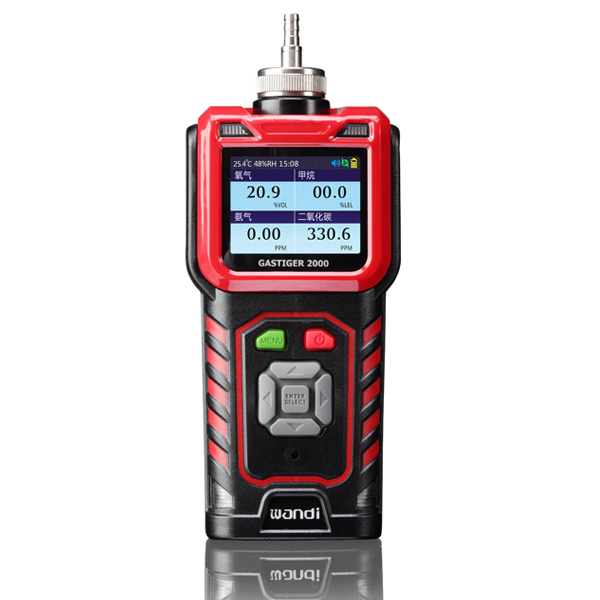 25.4℃ 48%RH 15:08
氧气 甲烷
20.9 00.0
%VOL %LEL
氨气 二氧化碳
0.00 330.6
PPM PPM
GASTIGER 2000
MENU
ENTER
SELECT
wandi